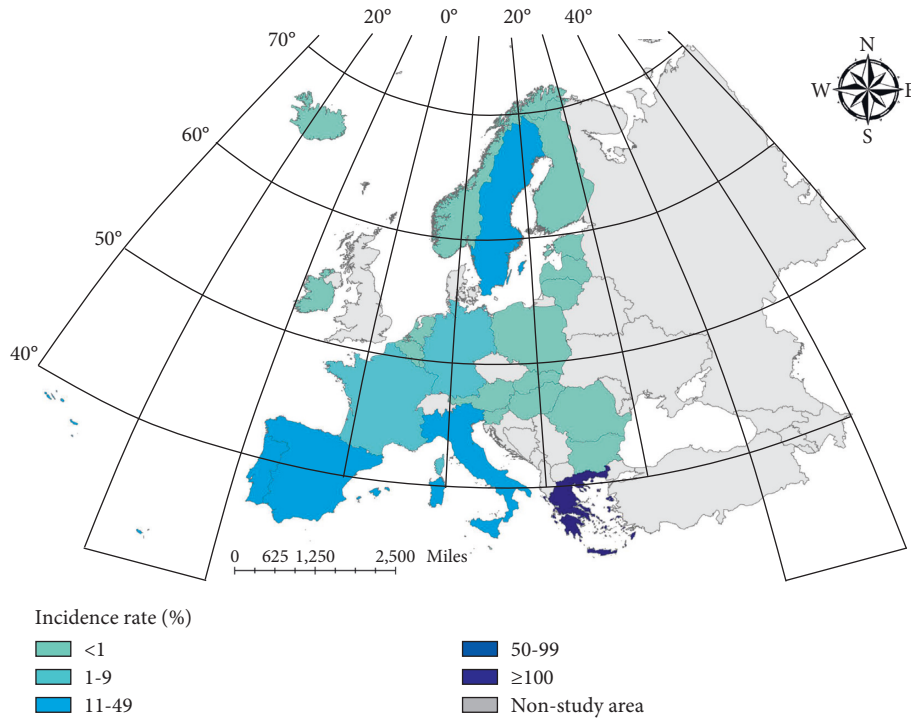 20° 0° 20° 40°
70°
60°
50°
40°
N
W E
S
0 625 1,250 2,500 Miles
Incidence rate (%)
<1
1-9
11-49
50-99
≥100
Non-study area